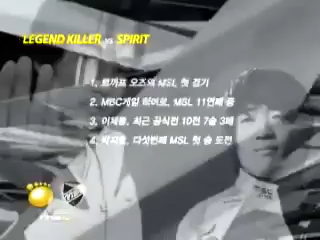 LEGEND KILLER vs SPIRIT
1. 르까프 오즈의 MSL 첫 경기
2. MBC게임 히어로, MSL 11연패 중
3. 이제동, 최근 공식전 10전 7승 3패
4. 박지호, 다섯번째 MSL 첫 승 도전